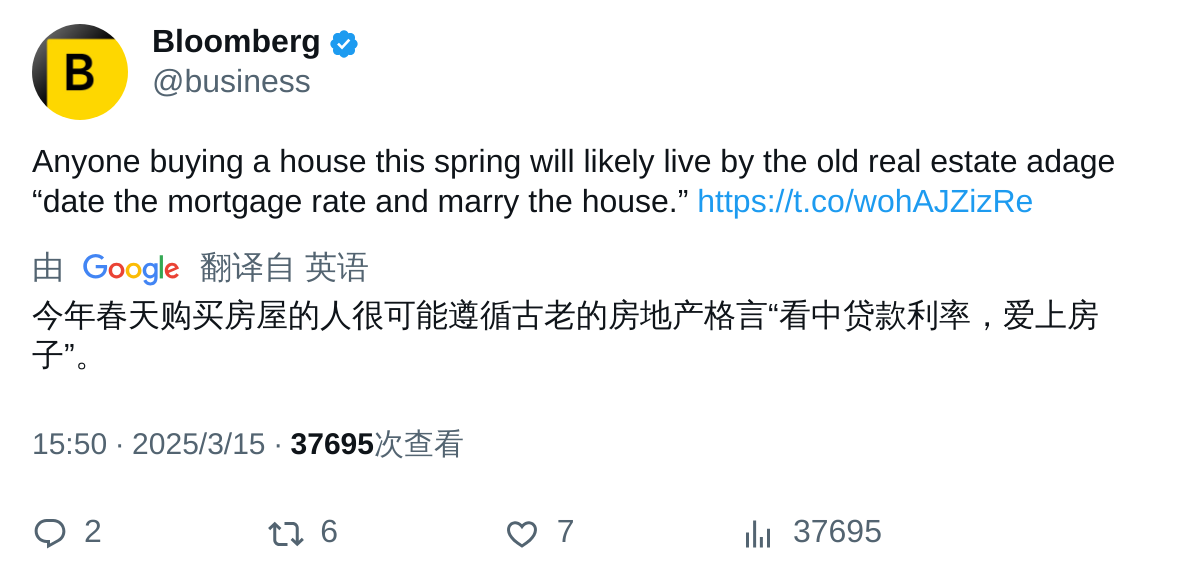 B
Bloomberg
@business
Anyone buying a house this spring will likely live by the old real estate adage
“date the mortgage rate and marry the house.” https://t.co/wohAJZizRe
由 Google 翻译自 英语
今年春天购买房屋的人很可能遵循古老的房地产格言“看中贷款利率，爱上房
子”。
15:50 · 2025/3/15 · 37695次查看
2 6 7 37695